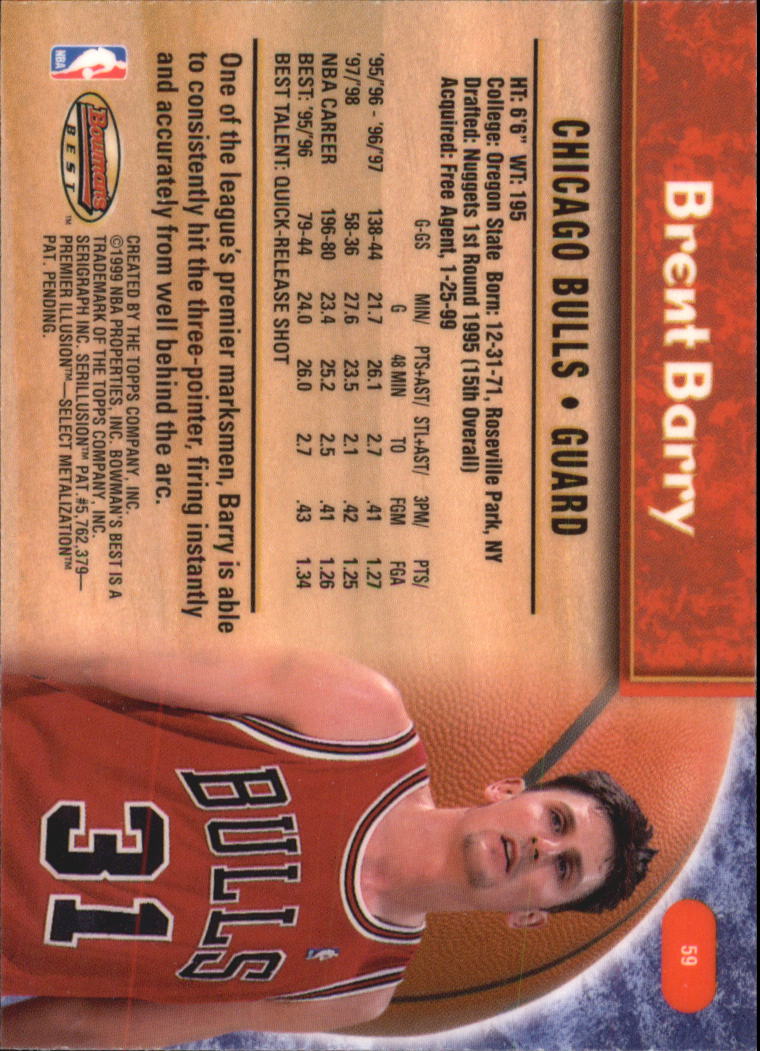 Brent Barry
59
CHICAGO BULLS • GUARD
HT: 6'6" WT: 195
College: Oregon State Born: 12-31-71, Roseville Park, NY
Drafted: Nuggets 1st Round 1995 (15th Overall)
Acquired: Free Agent, 1-25-99
G-GS MIN/ PTS+AST/ STL+AST/ 3PM/ PTS/
G 48 MIN TO FGM FGA
'95/'96 - '96/'97 138-44 21.7 26.1 2.7 .41 1.27
'97/'98 58-36 27.6 23.5 2.1 .42 1.25
NBA CAREER 196-80 23.4 25.2 2.5 .41 1.26
BEST: '95/'96 79-44 24.0 26.0 2.7 .43 1.34
BEST TALENT: QUICK-RELEASE SHOT
One of the league's premier marksmen, Barry is able
to consistently hit the three-pointer, firing instantly
and accurately from well behind the arc.
BULLS
31
NBA
Bowman's
BEST™
CREATED BY THE TOPPS COMPANY, INC.
©1999 NBA PROPERTIES, INC. BOWMAN'S BEST IS A
TRADEMARK OF THE TOPPS COMPANY, INC.
SERIGRAPH INC. SERILLUSION™ PAT.#5,762,379—
PREMIER ILLUSION™—SELECT METALIZATION™
PAT. PENDING.